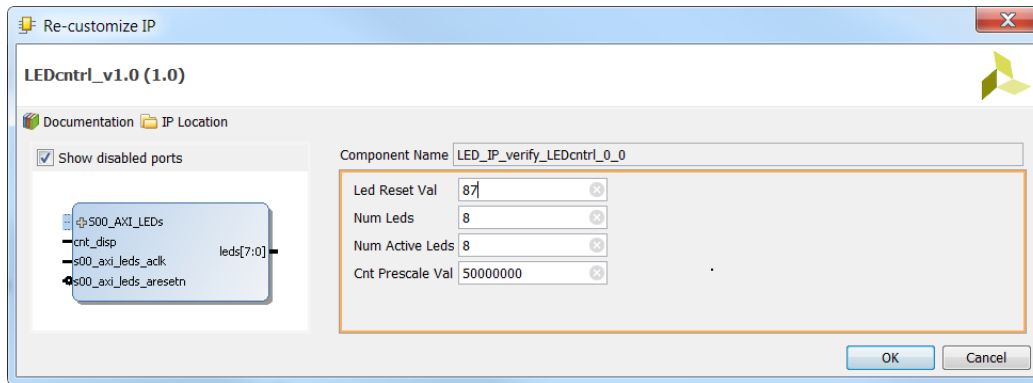 Re-customize IP
LEDcntrl_v1.0 (1.0)
Documentation IP Location
Show disabled ports
S00_AXI_LEDs
cnt_disp
s00_axi_leds_aclk
s00_axi_leds_aresetn
leds[7:0]
Component Name LED_IP_verify_LEDcntrl_0_0
Led Reset Val 87
Num Leds 8
Num Active Leds 8
Cnt Prescale Val 50000000
OK Cancel